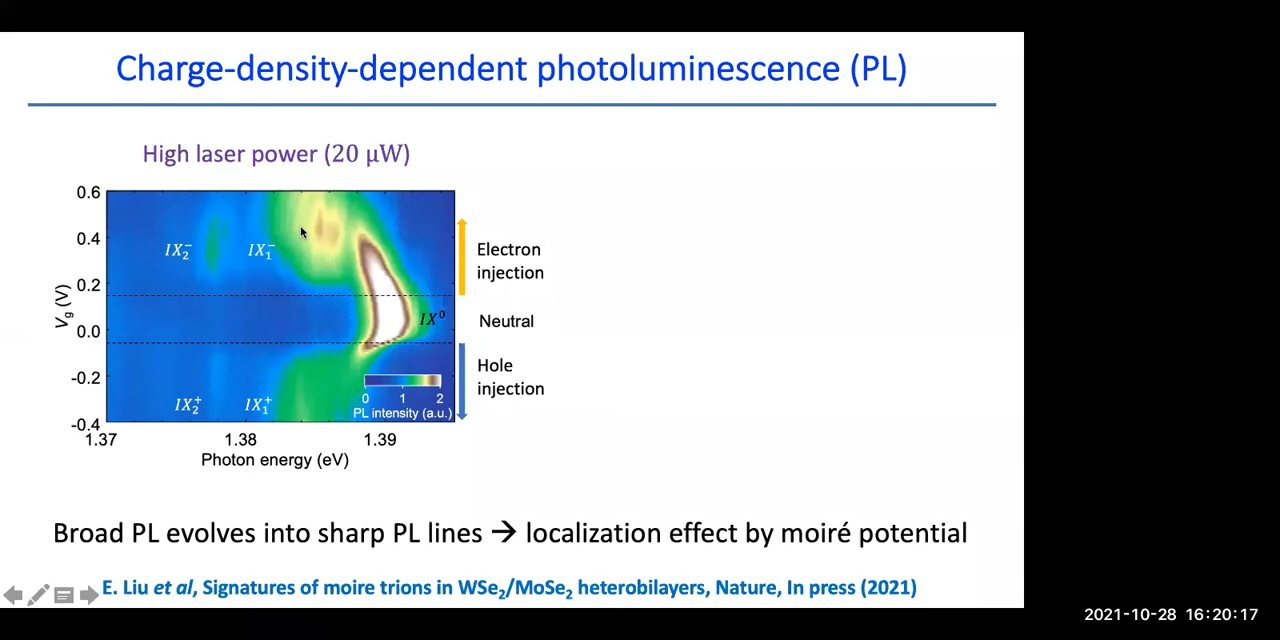 Charge-density-dependent photoluminescence (PL)
High laser power (20 μW)
0.6
0.4
0.2
0.0
-0.2
-0.4
V_g (V)
IX₂⁻
IX₁⁻
IX⁰
IX₂⁺
IX₁⁺
0 1 2
PL intensity (a.u.)
1.37 1.38 1.39
Photon energy (eV)
Electron
injection
Neutral
Hole
injection
Broad PL evolves into sharp PL lines → localization effect by moiré potential
E. Liu et al, Signatures of moire trions in WSe₂/MoSe₂ heterobilayers, Nature, In press (2021)
2021-10-28 16:20:17